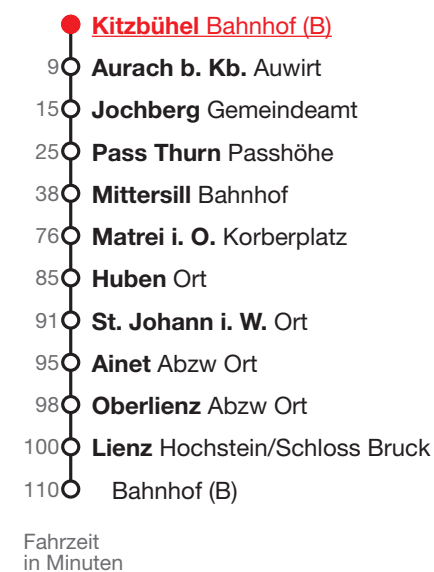 Kitzbühel Bahnhof (B)
9 Aurach b. Kb. Auwirt
15 Jochberg Gemeindeamt
25 Pass Thurn Passhöhe
38 Mittersill Bahnhof
76 Matrei i. O. Korberplatz
85 Huben Ort
91 St. Johann i. W. Ort
95 Ainet Abzw Ort
98 Oberlienz Abzw Ort
100 Lienz Hochstein/Schloss Bruck
110 Bahnhof (B)
Fahrzeit
in Minuten